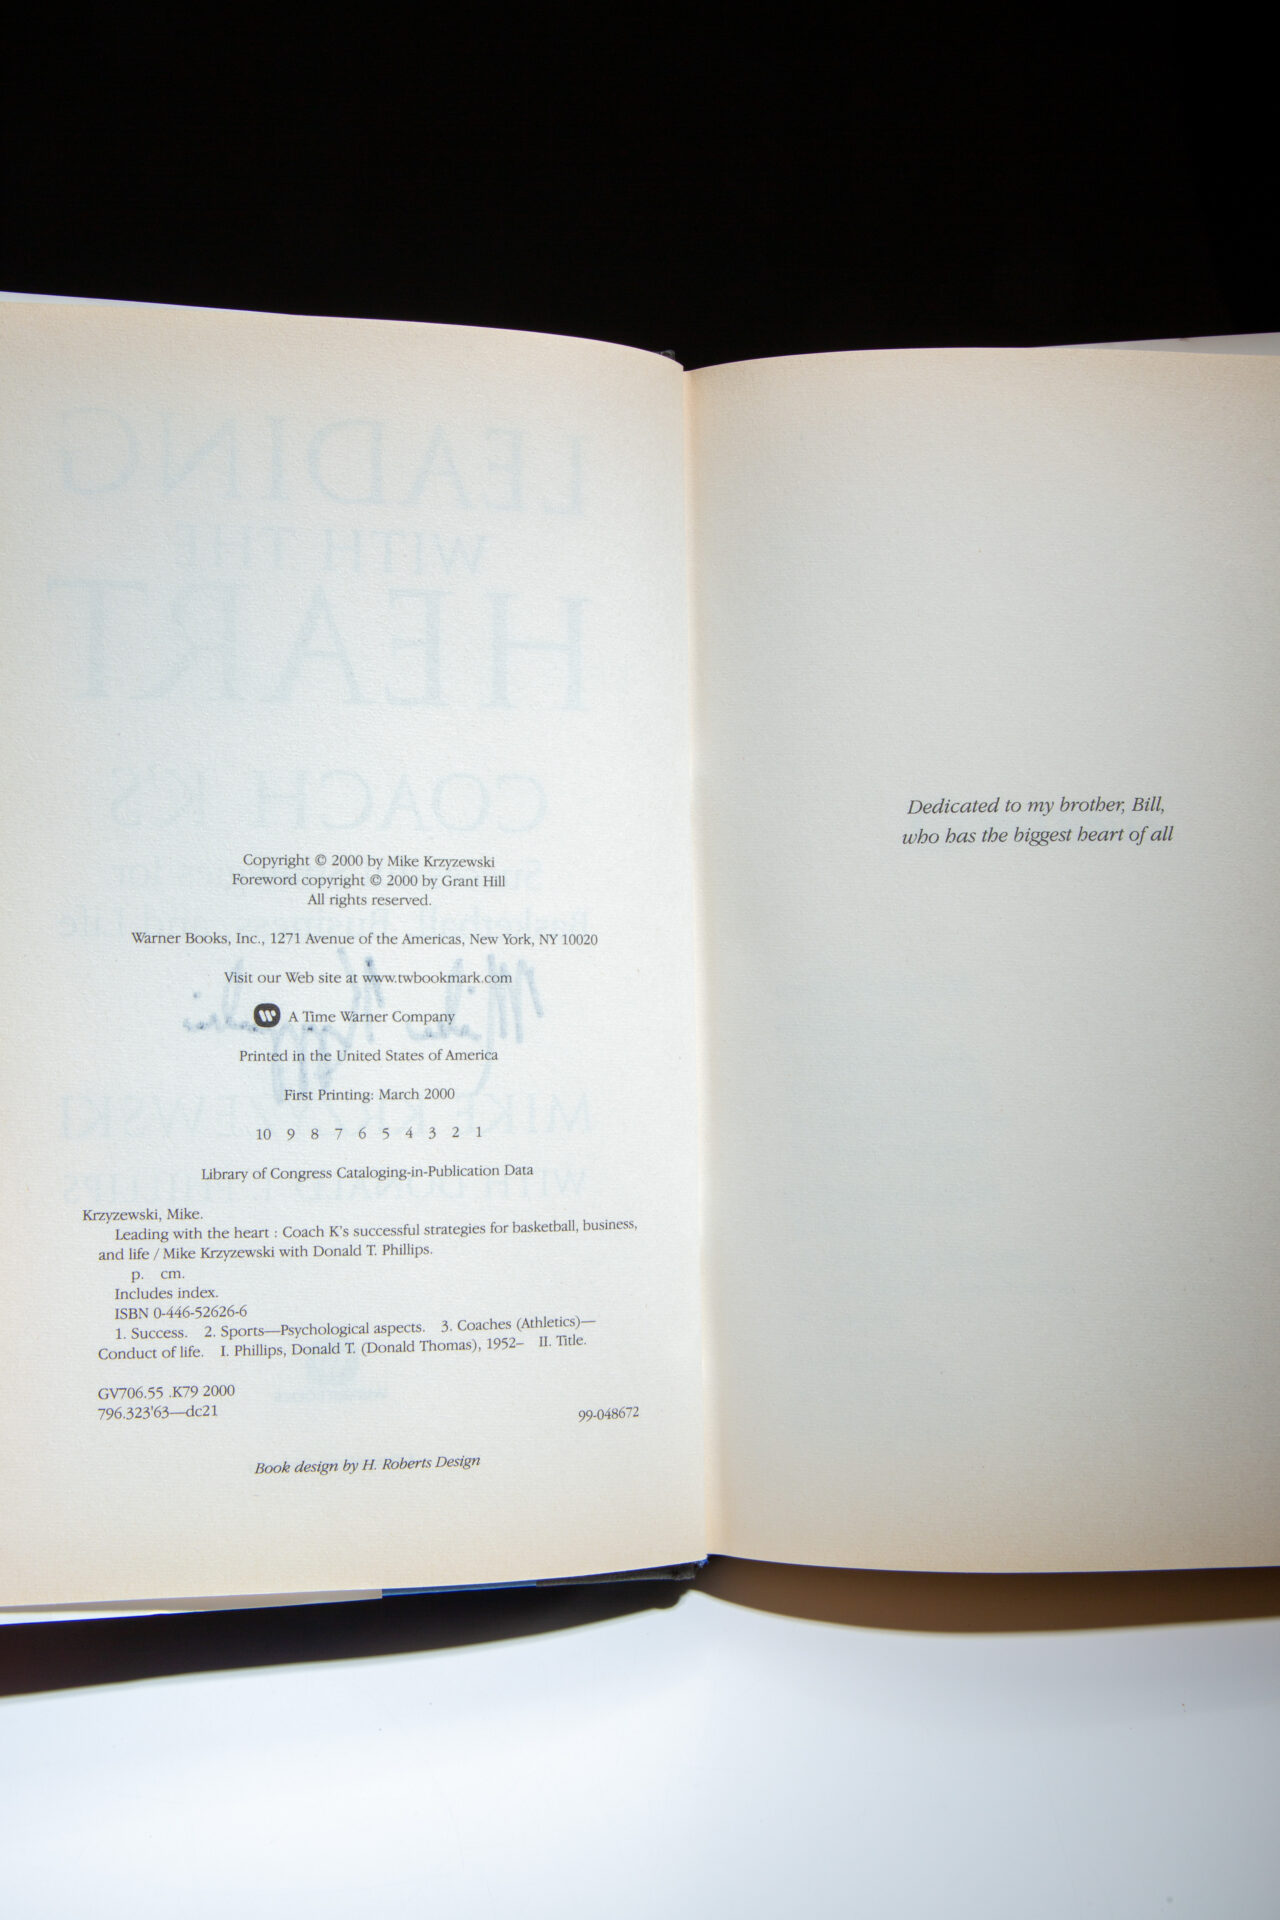 Copyright © 2000 by Mike Krzyzewski
Foreword copyright © 2000 by Grant Hill
All rights reserved.
Warner Books, Inc., 1271 Avenue of the Americas, New York, NY 10020
Visit our Web site at www.twbookmark.com
A Time Warner Company
Printed in the United States of America
First Printing: March 2000
10 9 8 7 6 5 4 3 2 1
Library of Congress Cataloging-in-Publication Data
Krzyzewski, Mike.
Leading with the heart : Coach K's successful strategies for basketball, business,
and life / Mike Krzyzewski with Donald T. Phillips.
p. cm.
Includes index.
ISBN 0-446-52626-6
1. Success. 2. Sports—Psychological aspects. 3. Coaches (Athletics)—
Conduct of life. I. Phillips, Donald T. (Donald Thomas), 1952– II. Title.
GV706.55 .K79 2000
796.323'63—dc21
99-048672
Book design by H. Roberts Design
Dedicated to my brother, Bill,
who has the biggest heart of all